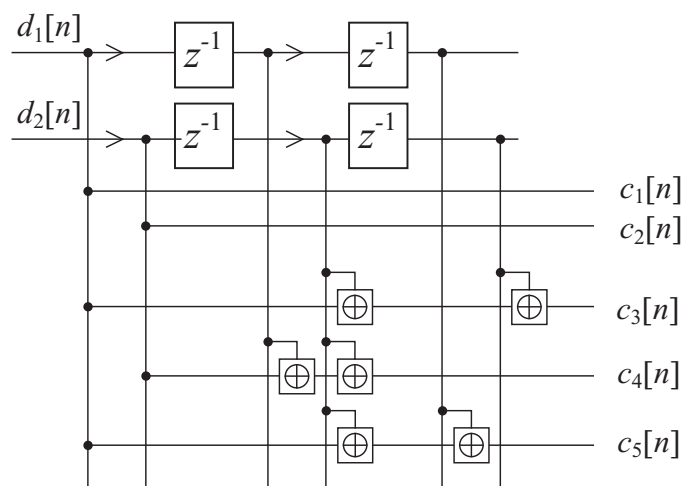 d₁[n]
z⁻¹
z⁻¹
d₂[n]
z⁻¹
z⁻¹
c₁[n]
c₂[n]
c₃[n]
c₄[n]
c₅[n]